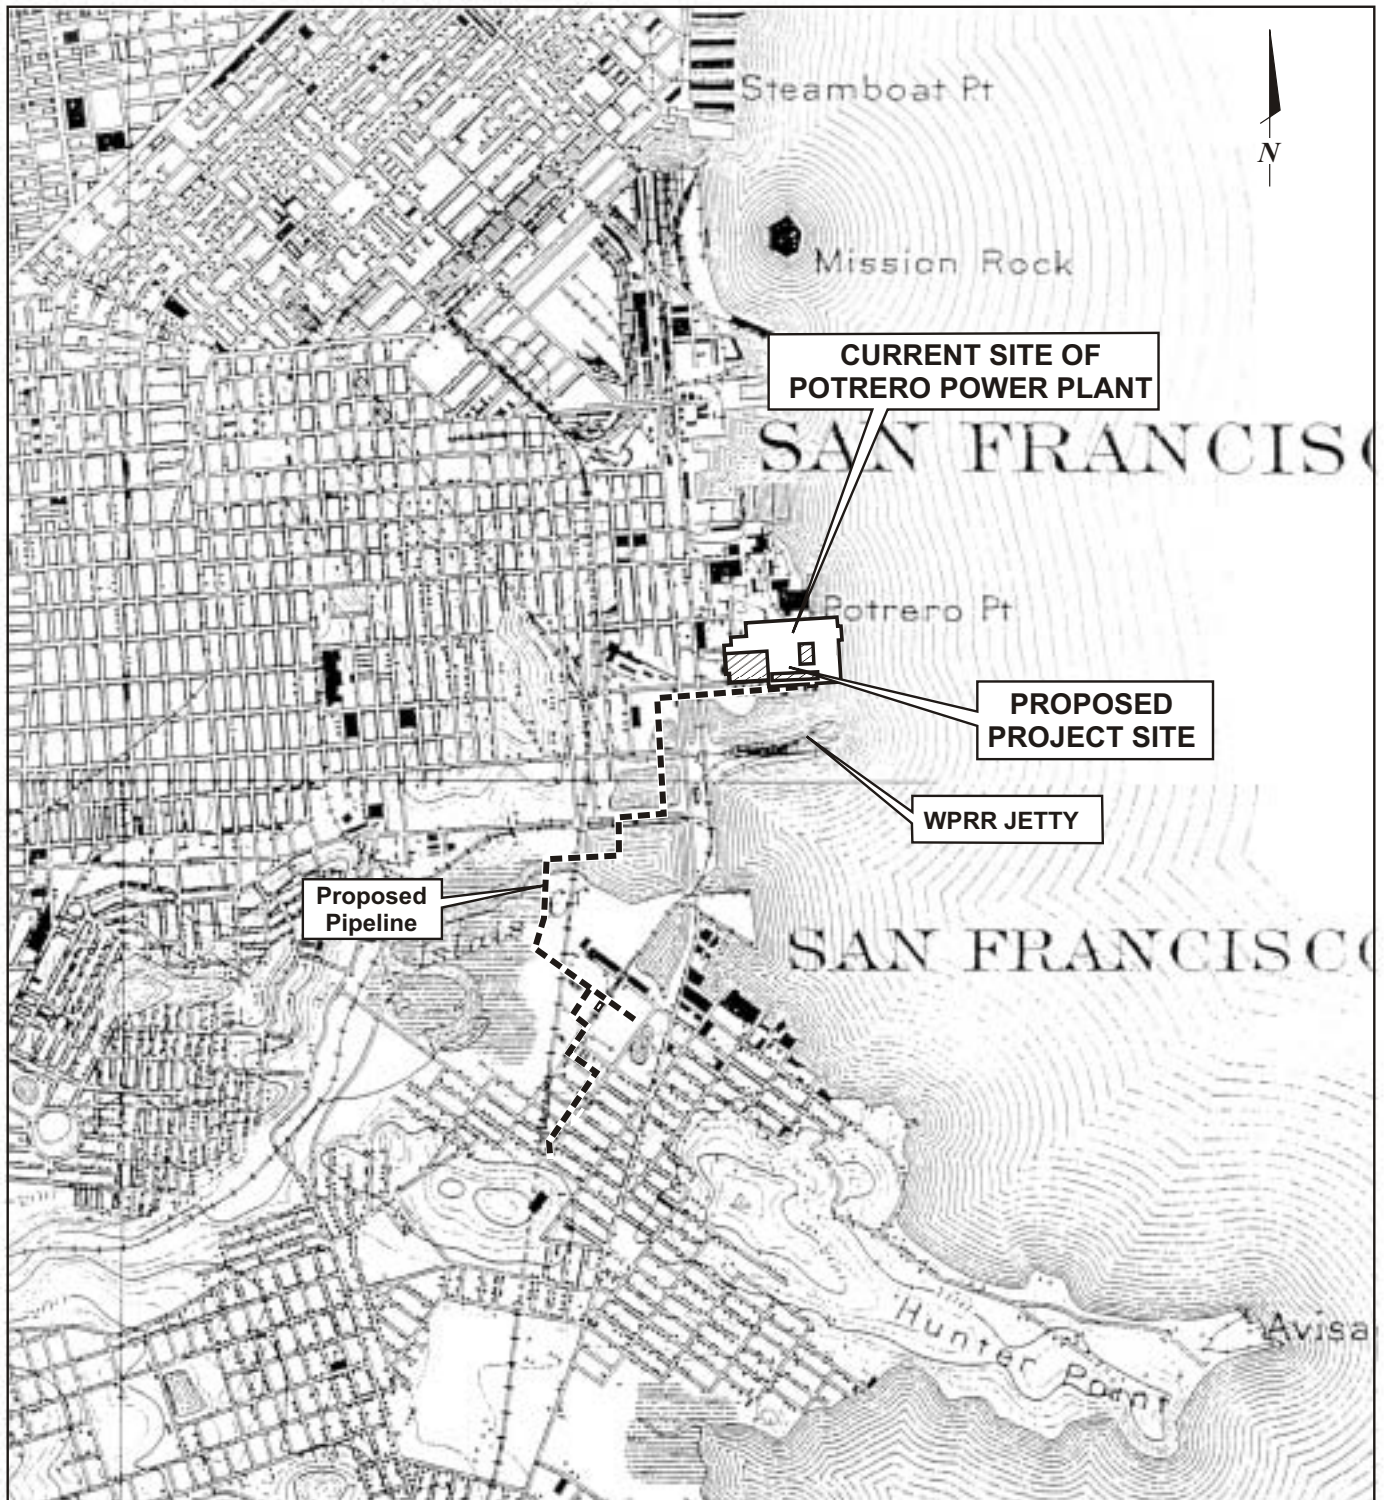 Steamboat Pt
N
Mission Rock
CURRENT SITE OF
POTRERO POWER PLANT
SAN FRANCISC
Potrero Pt
PROPOSED
PROJECT SITE
WPRR JETTY
Proposed
Pipeline
SAN FRANCISCO
Hunter Point
Avisa